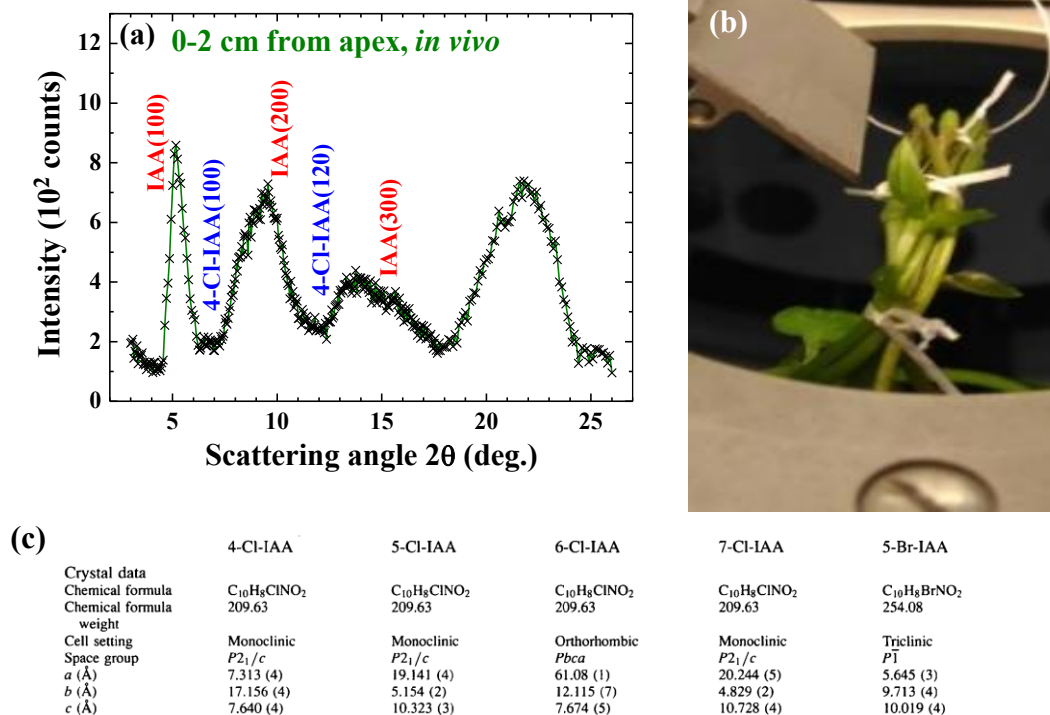 (a) 0-2 cm from apex, in vivo
IAA(100)
4-Cl-IAA(100)
IAA(200)
4-Cl-IAA(120)
IAA(300)
Intensity (10² counts)
12
10
8
6
4
2
0
5 10 15 20 25
Scattering angle 2θ (deg.)
(b)
(c)
4-Cl-IAA 5-Cl-IAA 6-Cl-IAA 7-Cl-IAA 5-Br-IAA
Crystal data
Chemical formula C₁₀H₈ClNO₂ C₁₀H₈ClNO₂ C₁₀H₈ClNO₂ C₁₀H₈ClNO₂ C₁₀H₈BrNO₂
Chemical formula 209.63 209.63 209.63 209.63 254.08
weight
Cell setting Monoclinic Monoclinic Orthorhombic Monoclinic Triclinic
Space group P2₁/c P2₁/c Pbca P2₁/c P1̅
a (Å) 7.313 (4) 19.141 (4) 61.08 (1) 20.244 (5) 5.645 (3)
b (Å) 17.156 (4) 5.154 (2) 12.115 (7) 4.829 (2) 9.713 (4)
c (Å) 7.640 (4) 10.323 (3) 7.674 (5) 10.728 (4) 10.019 (4)